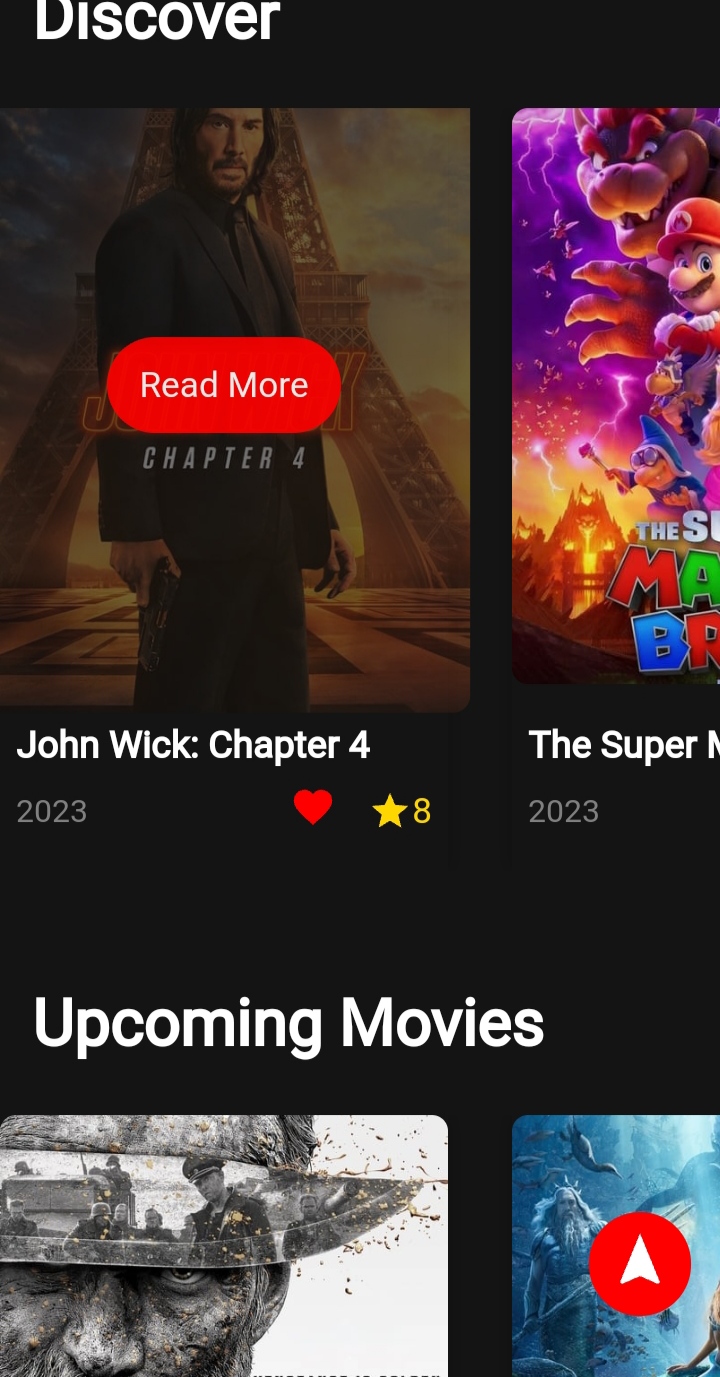 Discover
Read More
CHAPTER 4
THE SU
MA
BR
John Wick: Chapter 4
The Super M
2023
8
2023
Upcoming Movies